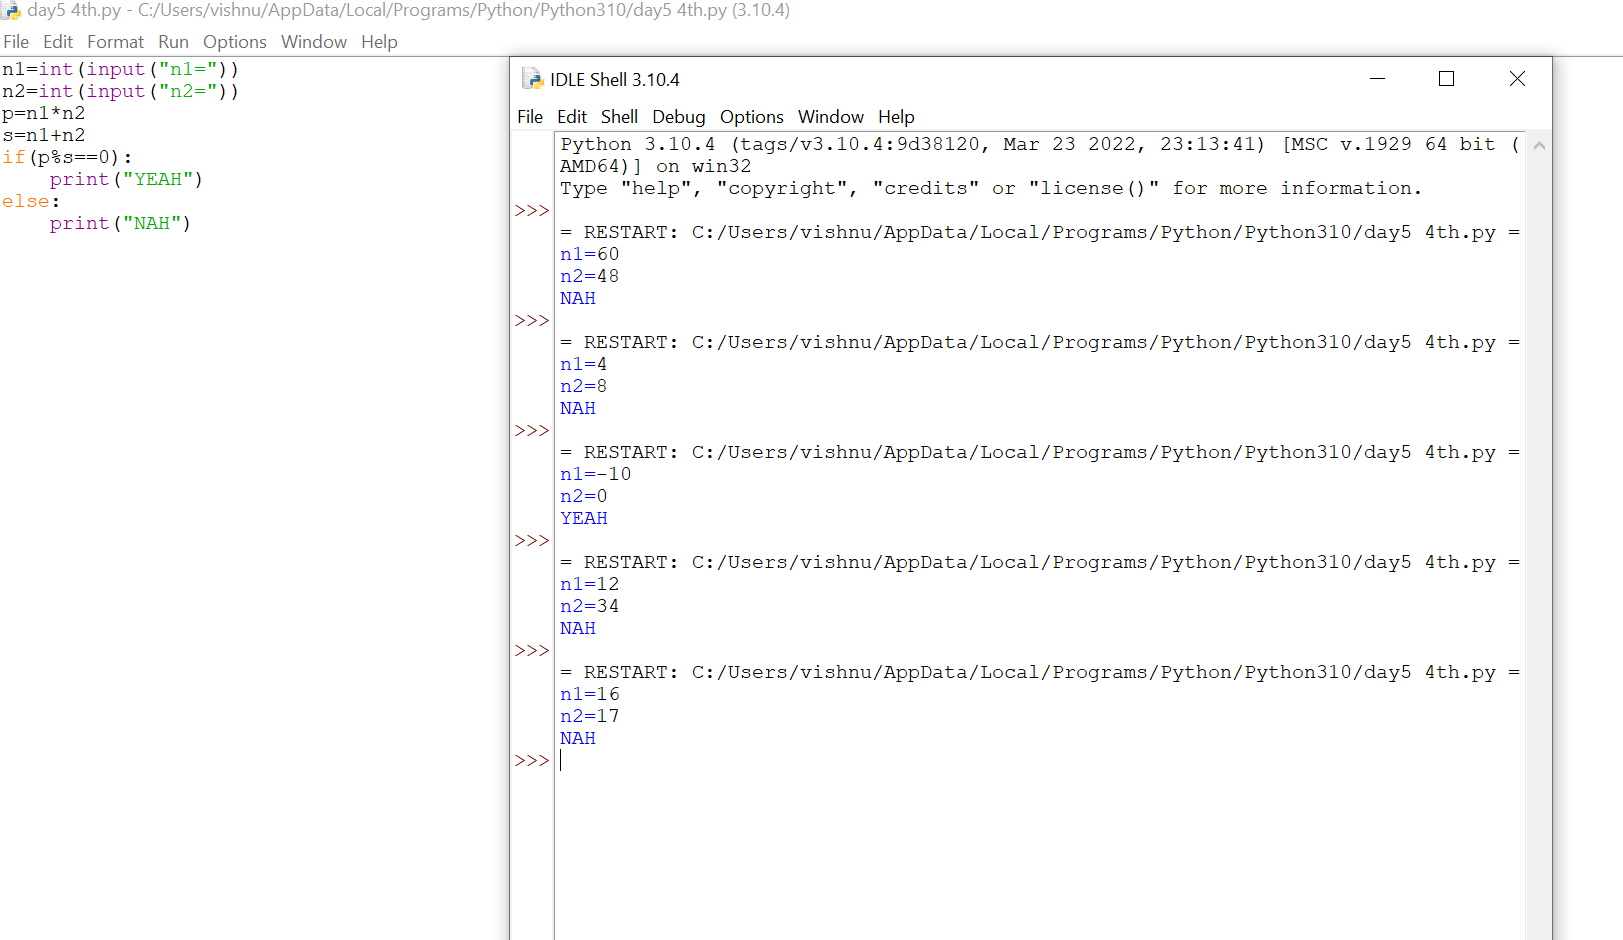 day5 4th.py - C:/Users/vishnu/AppData/Local/Programs/Python/Python310/day5 4th.py (3.10.4)
File Edit Format Run Options Window Help
n1=int(input("n1="))
n2=int(input("n2="))
p=n1*n2
s=n1+n2
if(p%s==0):
    print("YEAH")
else:
    print("NAH")
IDLE Shell 3.10.4
File Edit Shell Debug Options Window Help
Python 3.10.4 (tags/v3.10.4:9d38120, Mar 23 2022, 23:13:41) [MSC v.1929 64 bit (
AMD64)] on win32
Type "help", "copyright", "credits" or "license()" for more information.
>>>
= RESTART: C:/Users/vishnu/AppData/Local/Programs/Python/Python310/day5 4th.py =
n1=60
n2=48
NAH
>>>
= RESTART: C:/Users/vishnu/AppData/Local/Programs/Python/Python310/day5 4th.py =
n1=4
n2=8
NAH
>>>
= RESTART: C:/Users/vishnu/AppData/Local/Programs/Python/Python310/day5 4th.py =
n1=-10
n2=0
YEAH
>>>
= RESTART: C:/Users/vishnu/AppData/Local/Programs/Python/Python310/day5 4th.py =
n1=12
n2=34
NAH
>>>
= RESTART: C:/Users/vishnu/AppData/Local/Programs/Python/Python310/day5 4th.py =
n1=16
n2=17
NAH
>>>